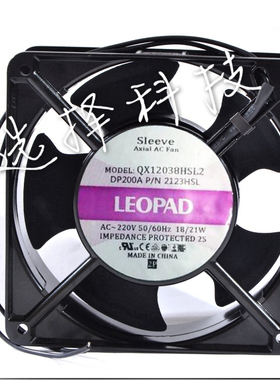 选择科技
Sleeve
Axial AC Fan
MODEL: QX12038HSL2
DP200A P/N 2123HSL
LEOPAD
AC~220V 50/60Hz 18/21W
IMPEDANCE PROTECTED 2S
MADE IN CHINA